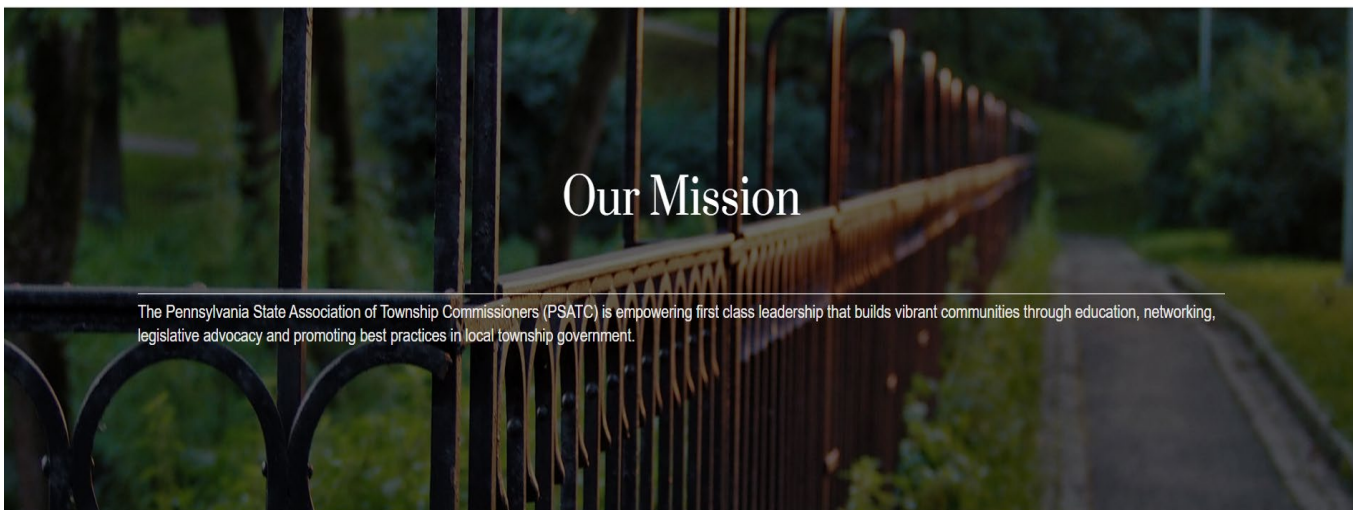 Our Mission
The Pennsylvania State Association of Township Commissioners (PSATC) is empowering first class leadership that builds vibrant communities through education, networking,
legislative advocacy and promoting best practices in local township government.